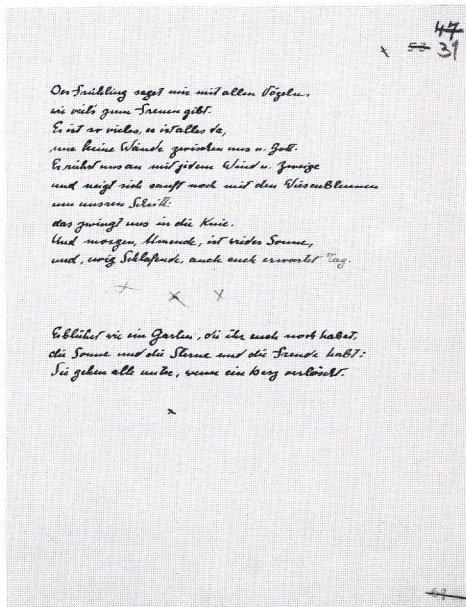 47
x 53 31
Der Frühling saget uns mit allen Vögeln,
wie viel's zum Freuen gibt.
Es ist so vieles, es ist alles da,
und keine Wände zwischen uns u. Gott.
Er rührt uns an mit jedem Wind u. Zweige
und neigt sich sanft noch mit den Wiesenblumen
um unsren Schritt:
das zwingt uns in die Knie.
Und morgen, , ist wieder Sonne,
und, ewig Schlafende, auch euch erwartet Tag.
x x x
Erblühet wie ein Garten, die ihr euch noch habet,
die Sonne und die Sterne und die Freude habt:
Sie gehen alle unter, wenn ein Herz verlöscht.
x